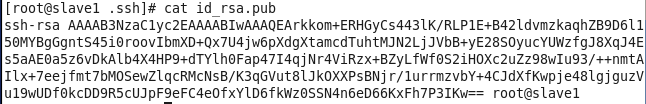 [root@slave1 .ssh]# cat id_rsa.pub
ssh-rsa AAAAB3NzaC1yc2EAAAABIwAAAQEArkkom+ERHGyCs443lK/RLP1E+B42ldvmzkaqhZB9D6l1
50MYBgGgntS45i0roovIbmXD+Qx7U4jw6pXdgXtamcdTuhtMJN2LjJVbB+yE28SOyucYUWzfgJ8XqJ4E
s5aAE0a5z6vDkAlb4X4HP9+dTYlh0Fap47I4qjNr4ViRzx+BZyLfWf0S2iHOXc2uZz98wIu93/++nmtA
Ilx+7eejfmt7bMOSewZlqcRMcNsB/K3qGVut8lJkOXXPsBNjr/1urrmzvbY+4CJdXfKwpje48lgjguzV
u19wUDf0kcDD9R5cUJpF9eFC4eOfxYlD6fkWz0SSN4n6eD66KxFh7P3IKw== root@slave1